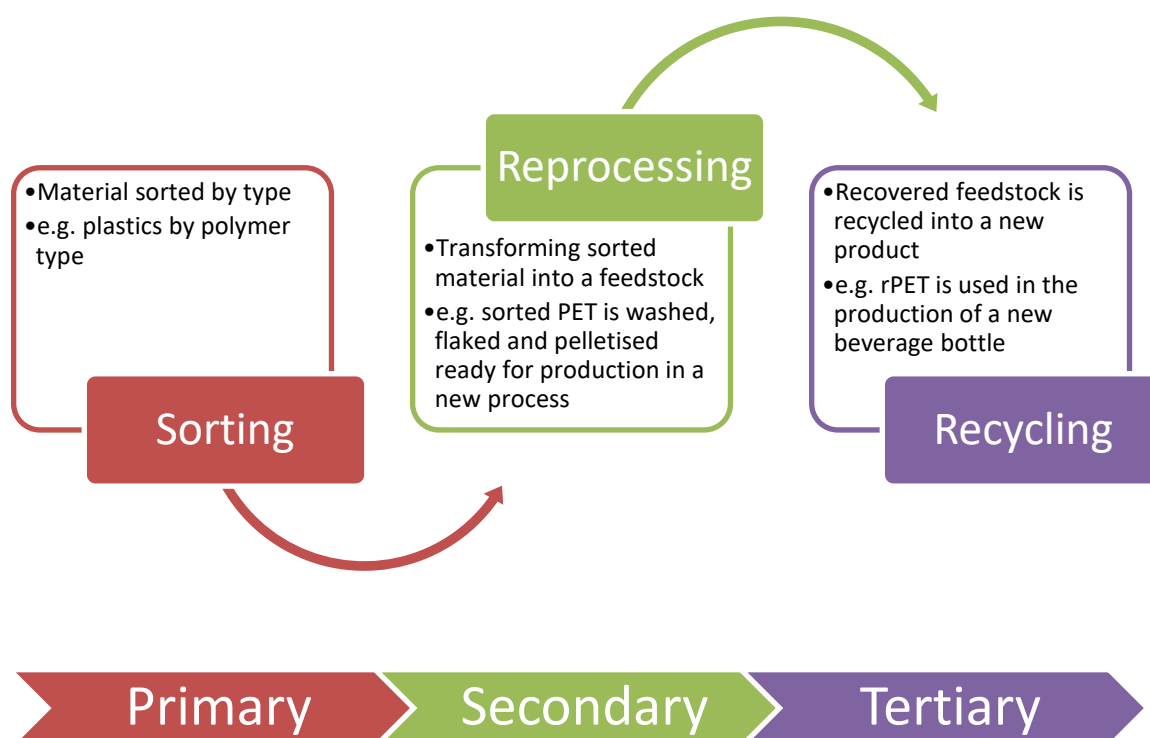 •Material sorted by type
•e.g. plastics by polymer
type
Sorting
Reprocessing
•Transforming sorted
material into a feedstock
•e.g. sorted PET is washed,
flaked and pelletised
ready for production in a
new process
•Recovered feedstock is
recycled into a new
product
•e.g. rPET is used in the
production of a new
beverage bottle
Recycling
Primary
Secondary
Tertiary